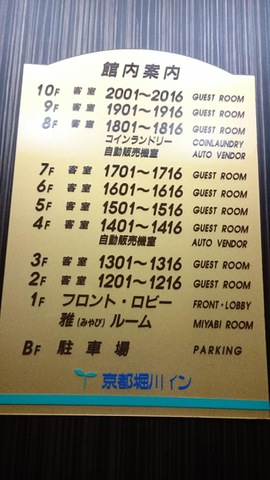 館内案内
10F 客室 2001～2016 GUEST ROOM
9F 客室 1901～1916 GUEST ROOM
8F 客室 1801～1816 GUEST ROOM
コインランドリー COINLAUNDRY
自動販売機室 AUTO VENDOR
7F 客室 1701～1716 GUEST ROOM
6F 客室 1601～1616 GUEST ROOM
5F 客室 1501～1516 GUEST ROOM
4F 客室 1401～1416 GUEST ROOM
自動販売機室 AUTO VENDOR
3F 客室 1301～1316 GUEST ROOM
2F 客室 1201～1216 GUEST ROOM
1F フロント・ロビー FRONT・LOBBY
雅(みやび)ルーム MIYABI ROOM
BF 駐車場 PARKING
京都堀川イン